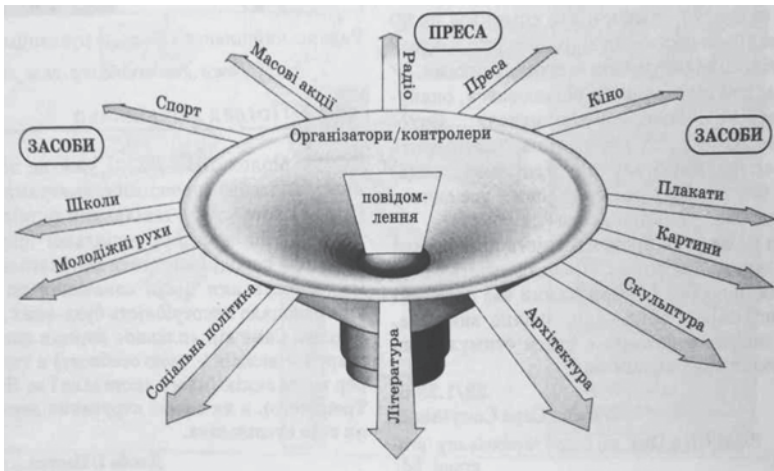 ПРЕСА
Масові акції
Радіо
Преса
Спорт
Кіно
ЗАСОБИ
Організатори/контролери
ЗАСОБИ
Школи
повідом-
лення
Плакати
Молодіжні рухи
Картини
Скульптура
Соціальна політика
Література
Архітектура